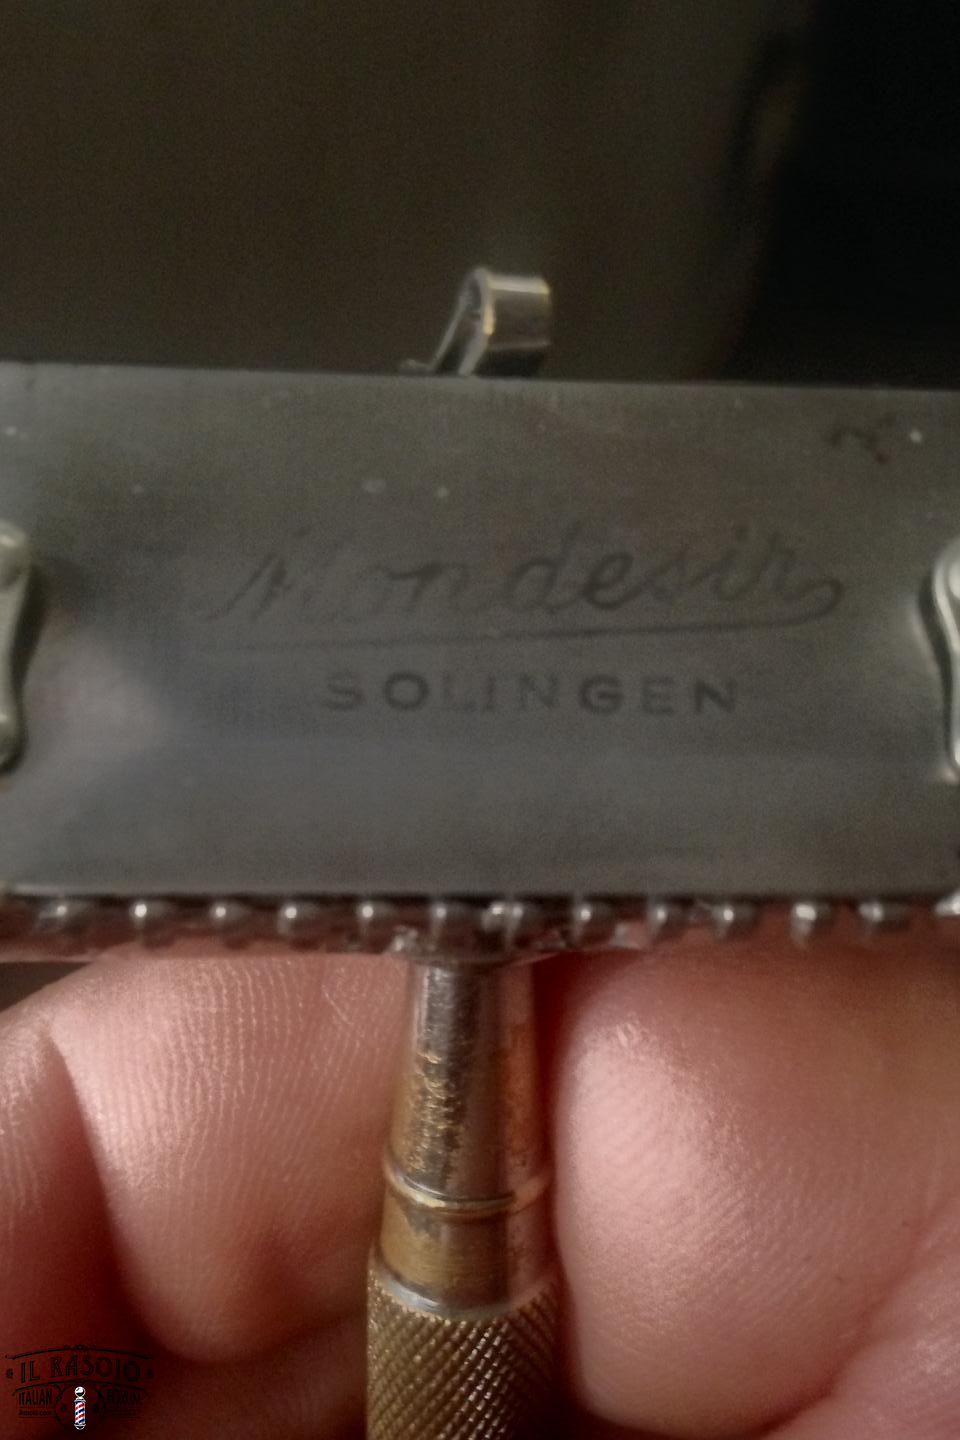 Mondesir
SOLINGEN
IL RASOIO
ITALIAN FORUM